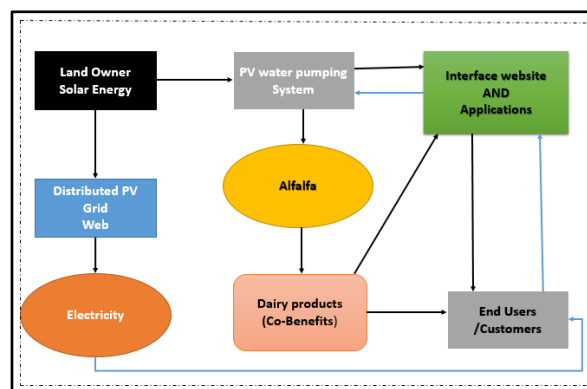 Land Owner
Solar Energy
PV water pumping
System
Interface website
AND
Applications
Distributed PV
Grid
Web
Alfalfa
Electricity
Dairy products
(Co-Benefits)
End Users
/Customers